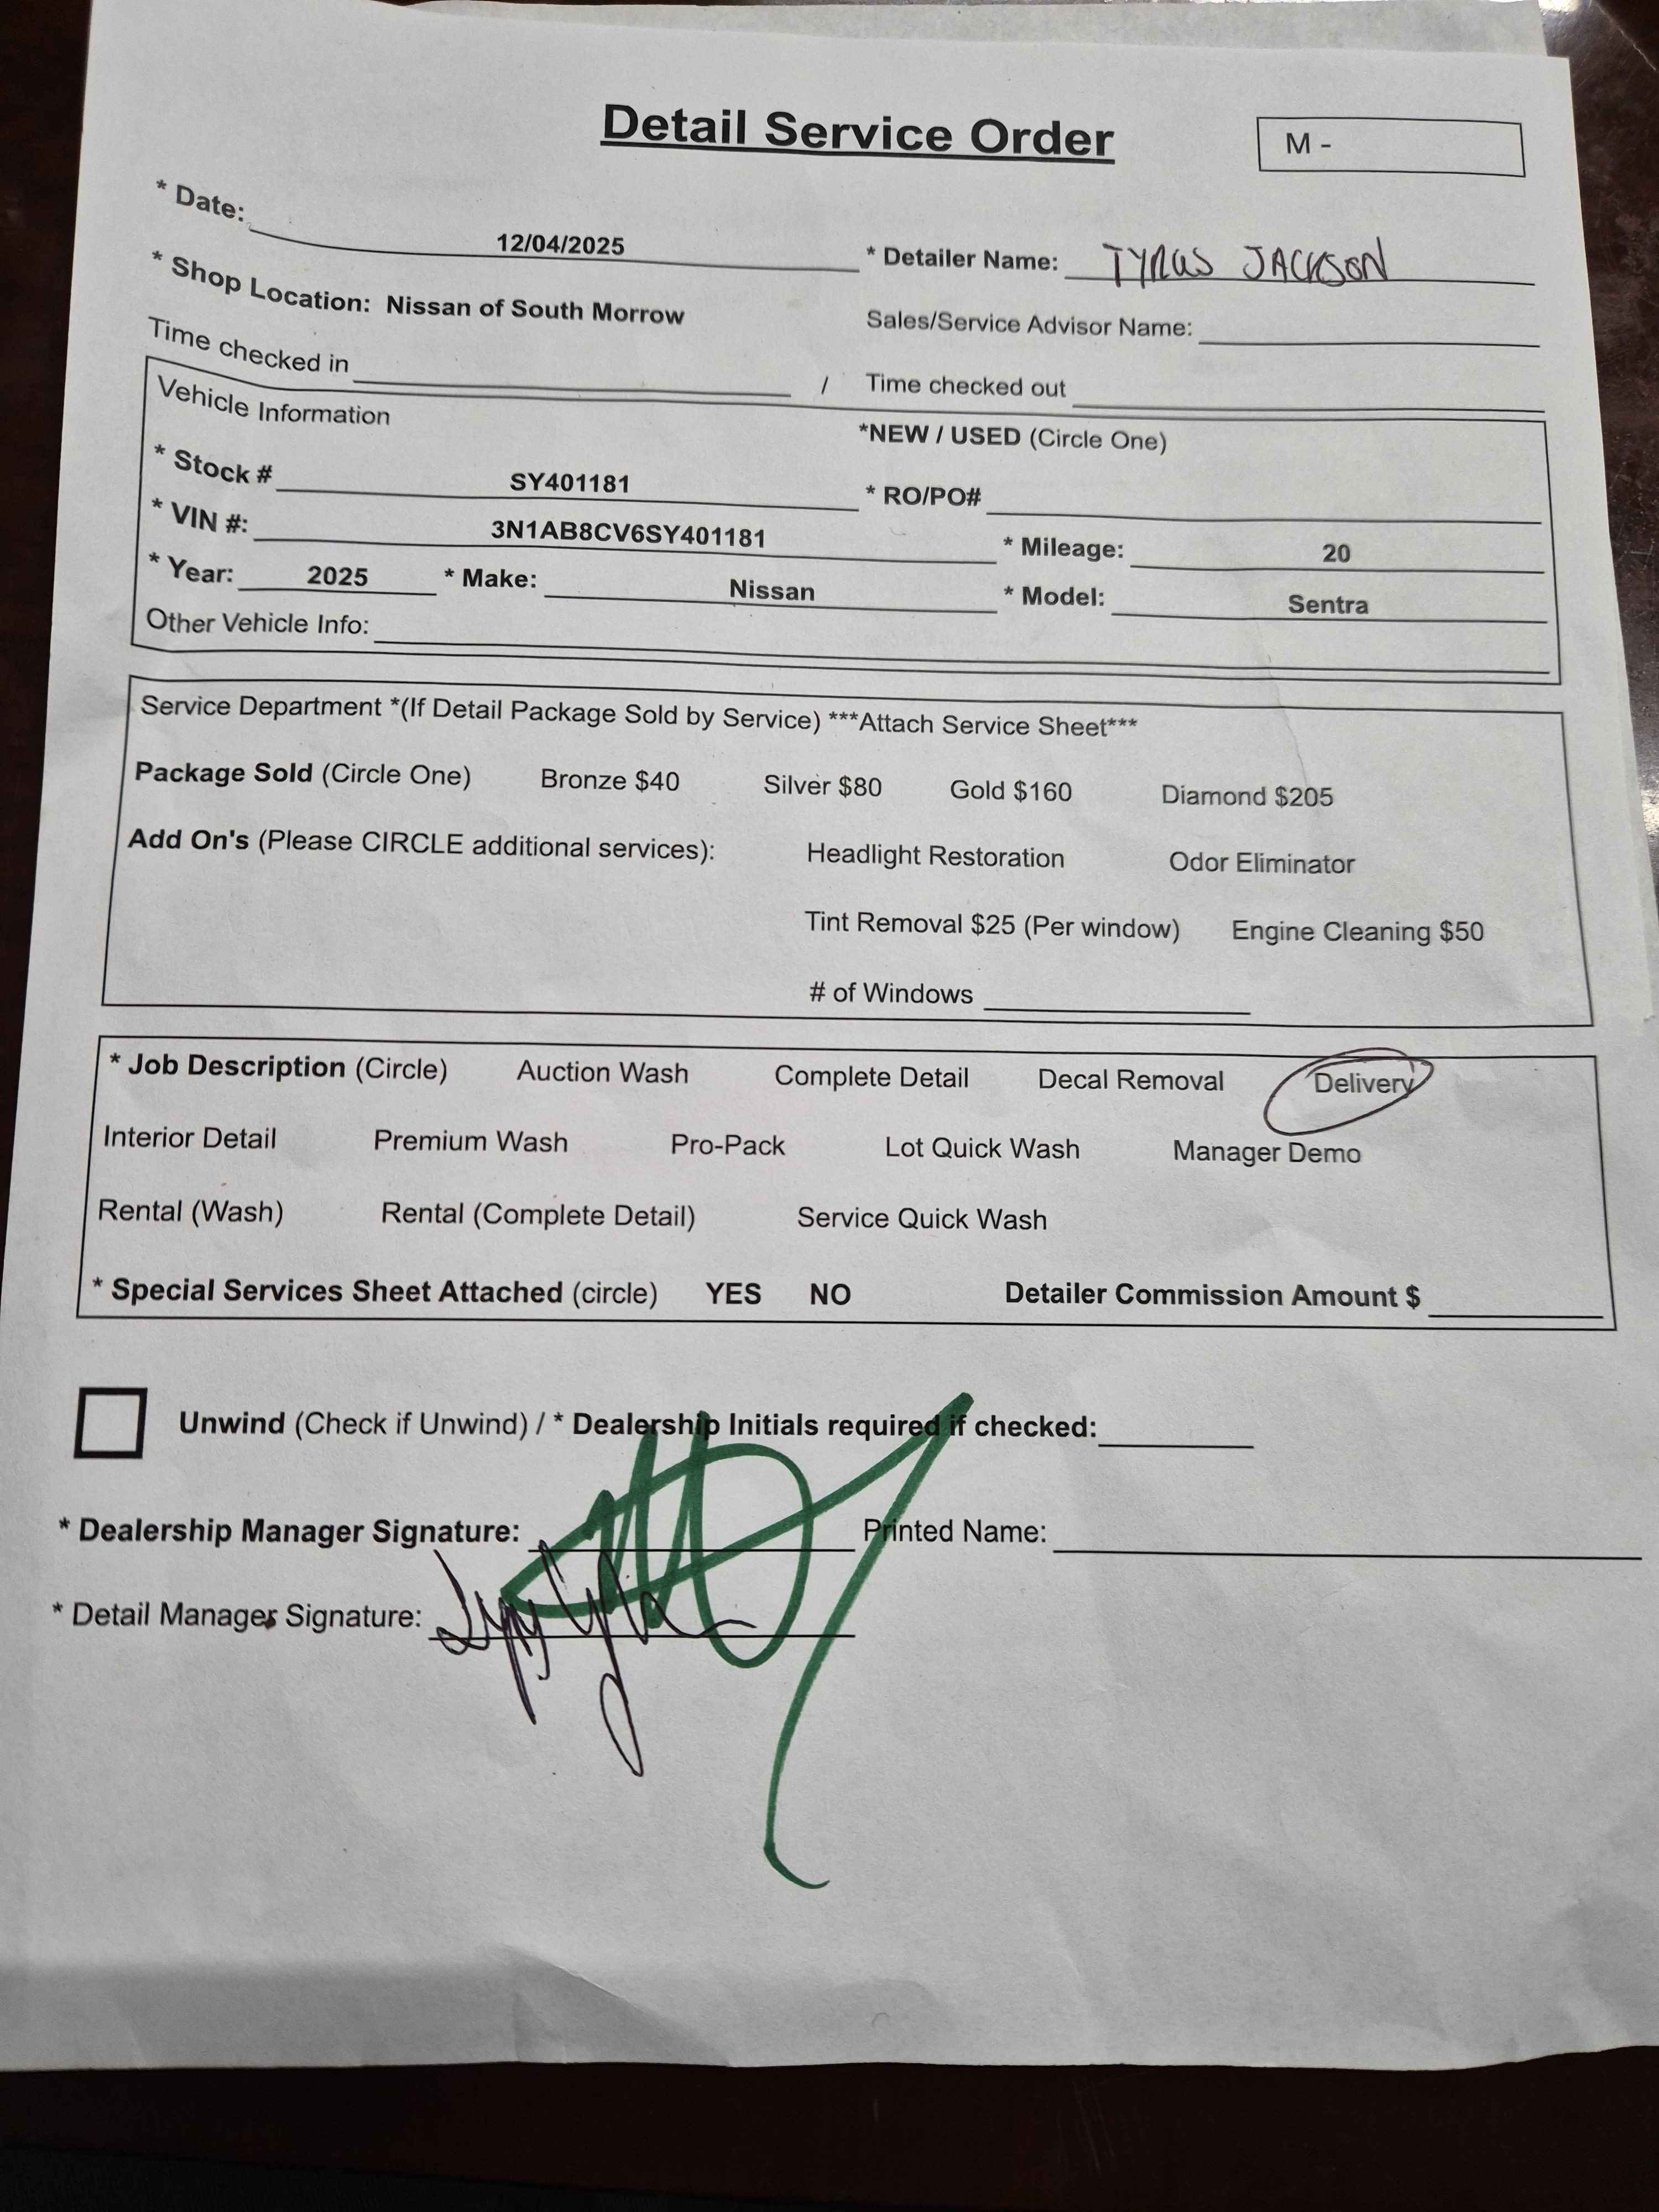 Detail Service Order
M -
* Date: 12/04/2025 * Detailer Name: TYRUS JACKSON
* Shop Location: Nissan of South Morrow Sales/Service Advisor Name:
Time checked in / Time checked out
Vehicle Information *NEW / USED (Circle One)
* Stock # SY401181 * RO/PO#
* VIN #: 3N1AB8CV6SY401181 * Mileage: 20
* Year: 2025 * Make: Nissan * Model: Sentra
Other Vehicle Info:
Service Department *(If Detail Package Sold by Service) ***Attach Service Sheet***
Package Sold (Circle One) Bronze $40 Silver $80 Gold $160 Diamond $205
Add On's (Please CIRCLE additional services): Headlight Restoration Odor Eliminator
Tint Removal $25 (Per window) Engine Cleaning $50
# of Windows
* Job Description (Circle) Auction Wash Complete Detail Decal Removal Delivery
Interior Detail Premium Wash Pro-Pack Lot Quick Wash Manager Demo
Rental (Wash) Rental (Complete Detail) Service Quick Wash
* Special Services Sheet Attached (circle) YES NO Detailer Commission Amount $
Unwind (Check if Unwind) / * Dealership Initials required if checked:
* Dealership Manager Signature: Printed Name:
* Detail Manager Signature: